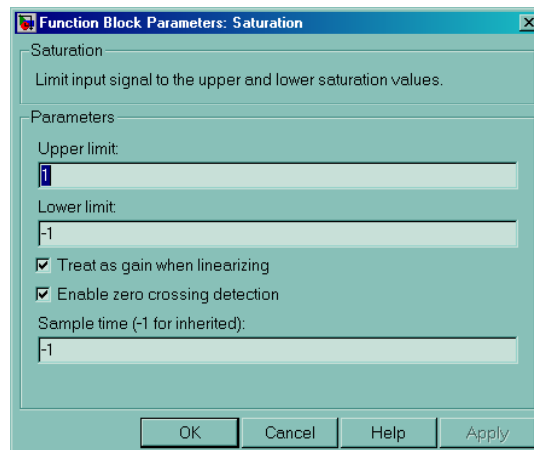 Function Block Parameters: Saturation
Saturation
Limit input signal to the upper and lower saturation values.
Parameters
Upper limit:
1
Lower limit:
-1
Treat as gain when linearizing
Enable zero crossing detection
Sample time (-1 for inherited):
-1
OK Cancel Help Apply